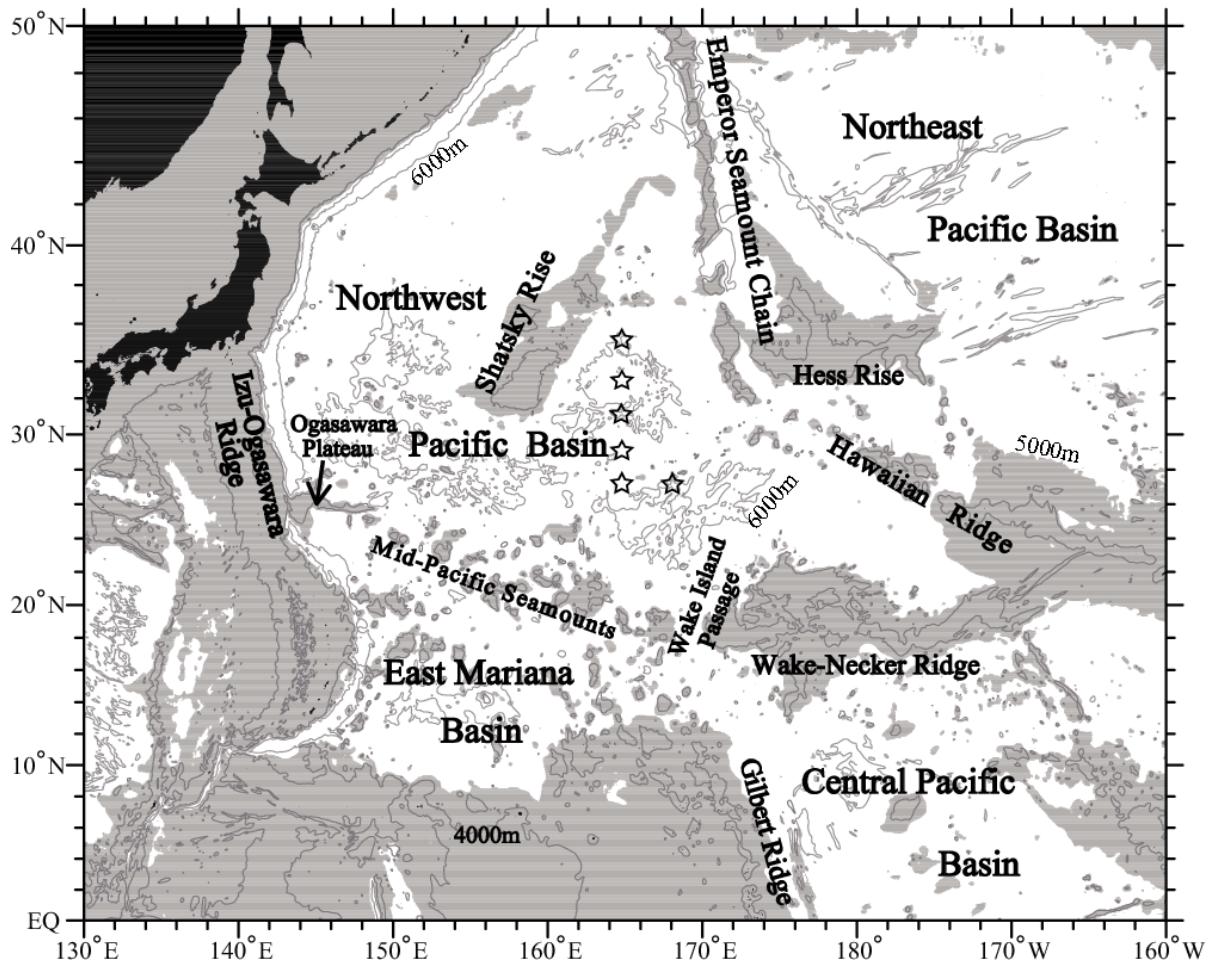 50°N
40°N
30°N
20°N
10°N
EQ
6000m
Emperor Seamount Chain
Northeast
Pacific Basin
Northwest
Shatsky Rise
Hess Rise
Izu-Ogasawara
Ridge
Ogasawara
Plateau
Pacific Basin
Hawaiian Ridge
5000m
6000m
Mid-Pacific Seamounts
Wake Island
Passage
East Mariana
Basin
Wake-Necker Ridge
Gilbert Ridge
Central Pacific
Basin
4000m
130°E
140°E
150°E
160°E
170°E
180°
170°W
160°W